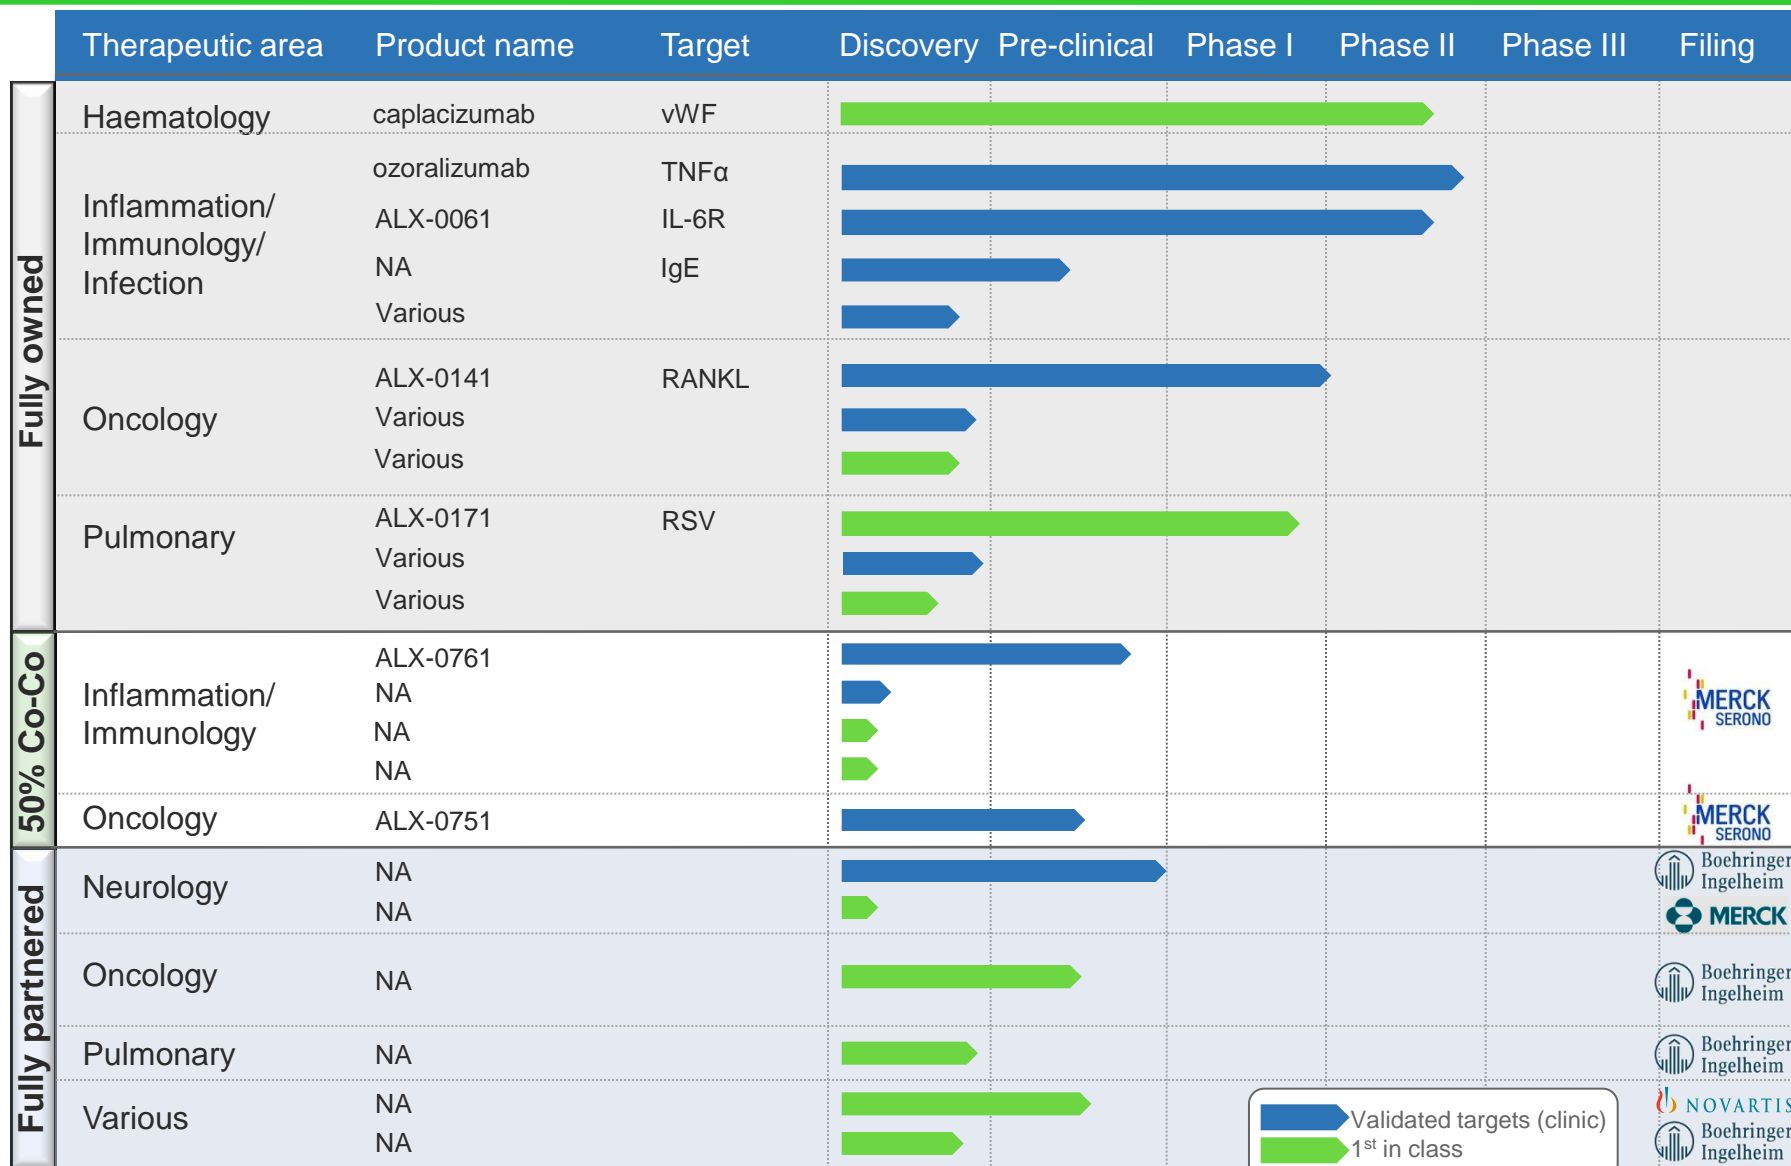 Therapeutic area Product name Target Discovery Pre-clinical Phase I Phase II Phase III Filing
Fully owned
Haematology caplacizumab vWF
Inflammation/
Immunology/
Infection
ozoralizumab TNFα
ALX-0061 IL-6R
NA IgE
Various
Oncology
ALX-0141 RANKL
Various
Various
Pulmonary
ALX-0171 RSV
Various
Various
50% Co-Co
Inflammation/
Immunology
ALX-0761
NA
NA
NA
MERCK
SERONO
Oncology ALX-0751
MERCK
SERONO
Fully partnered
Neurology
NA
Boehringer
Ingelheim
NA
MERCK
Oncology NA
Boehringer
Ingelheim
Pulmonary NA
Boehringer
Ingelheim
Various
NA
NOVARTIS
NA
Boehringer
Ingelheim
Validated targets (clinic)
1st in class